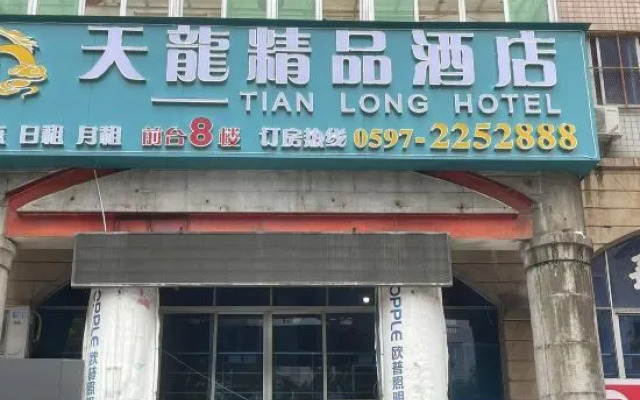 天龍精品酒店
TIAN LONG HOTEL
日租 月租 前台8楼 订房热线 0597-2252888
OPPLE 欧普照明
OPPLE 欧普照明